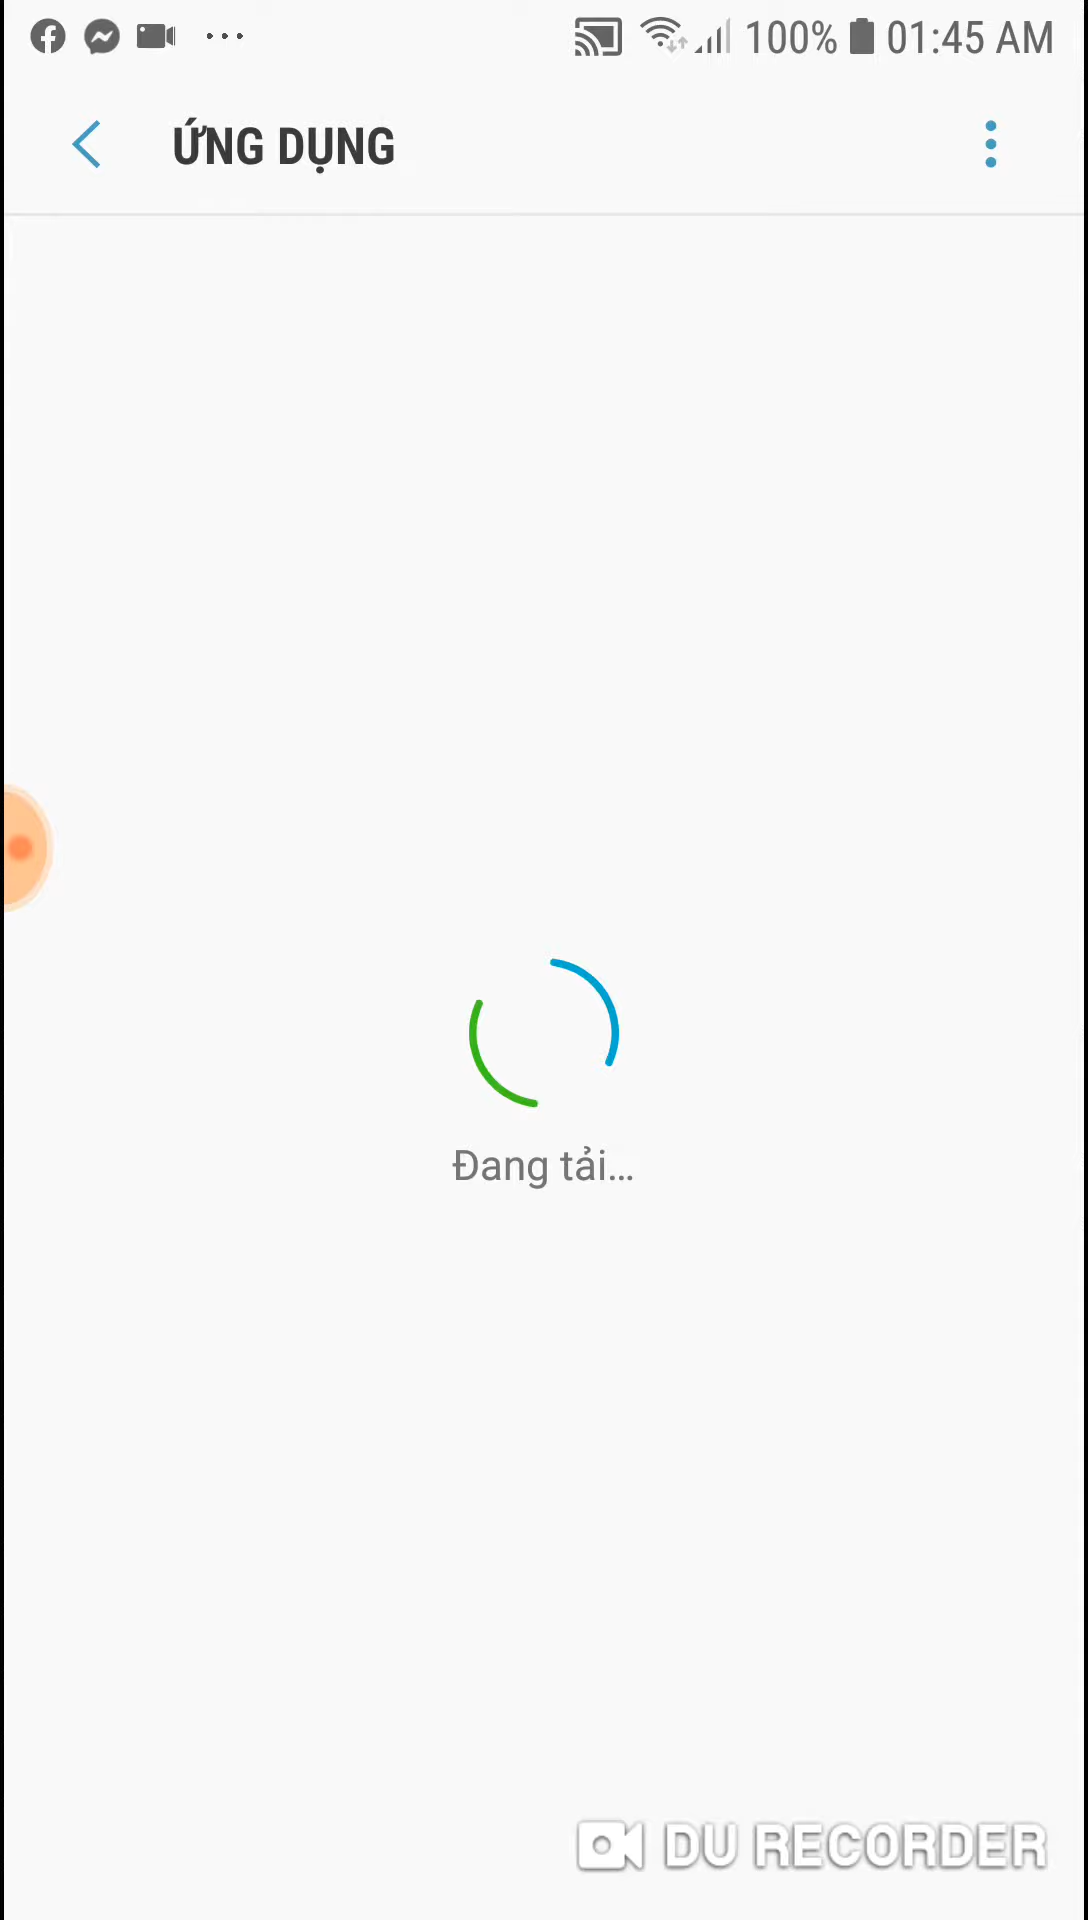 100% 01:45 AM
ỨNG DỤNG
Đang tải...
DU RECORDER